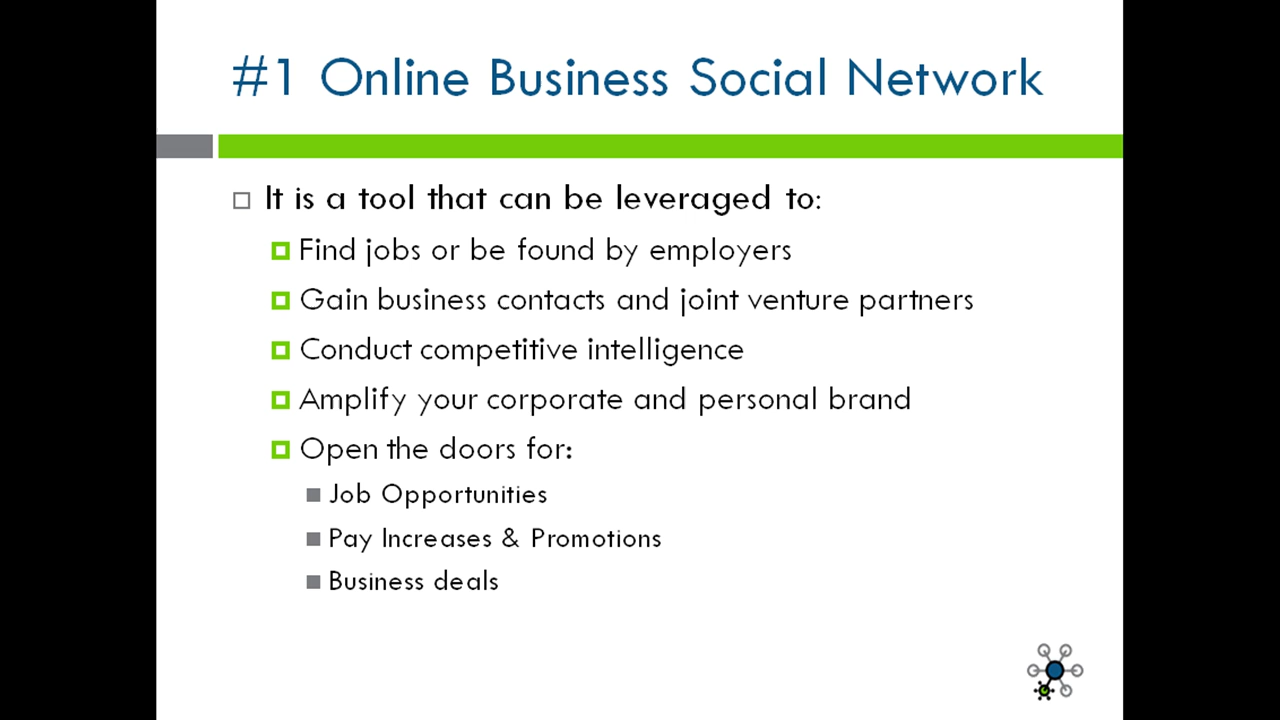 #1 Online Business Social Network
It is a tool that can be leveraged to:
Find jobs or be found by employers
Gain business contacts and joint venture partners
Conduct competitive intelligence
Amplify your corporate and personal brand
Open the doors for:
Job Opportunities
Pay Increases & Promotions
Business deals